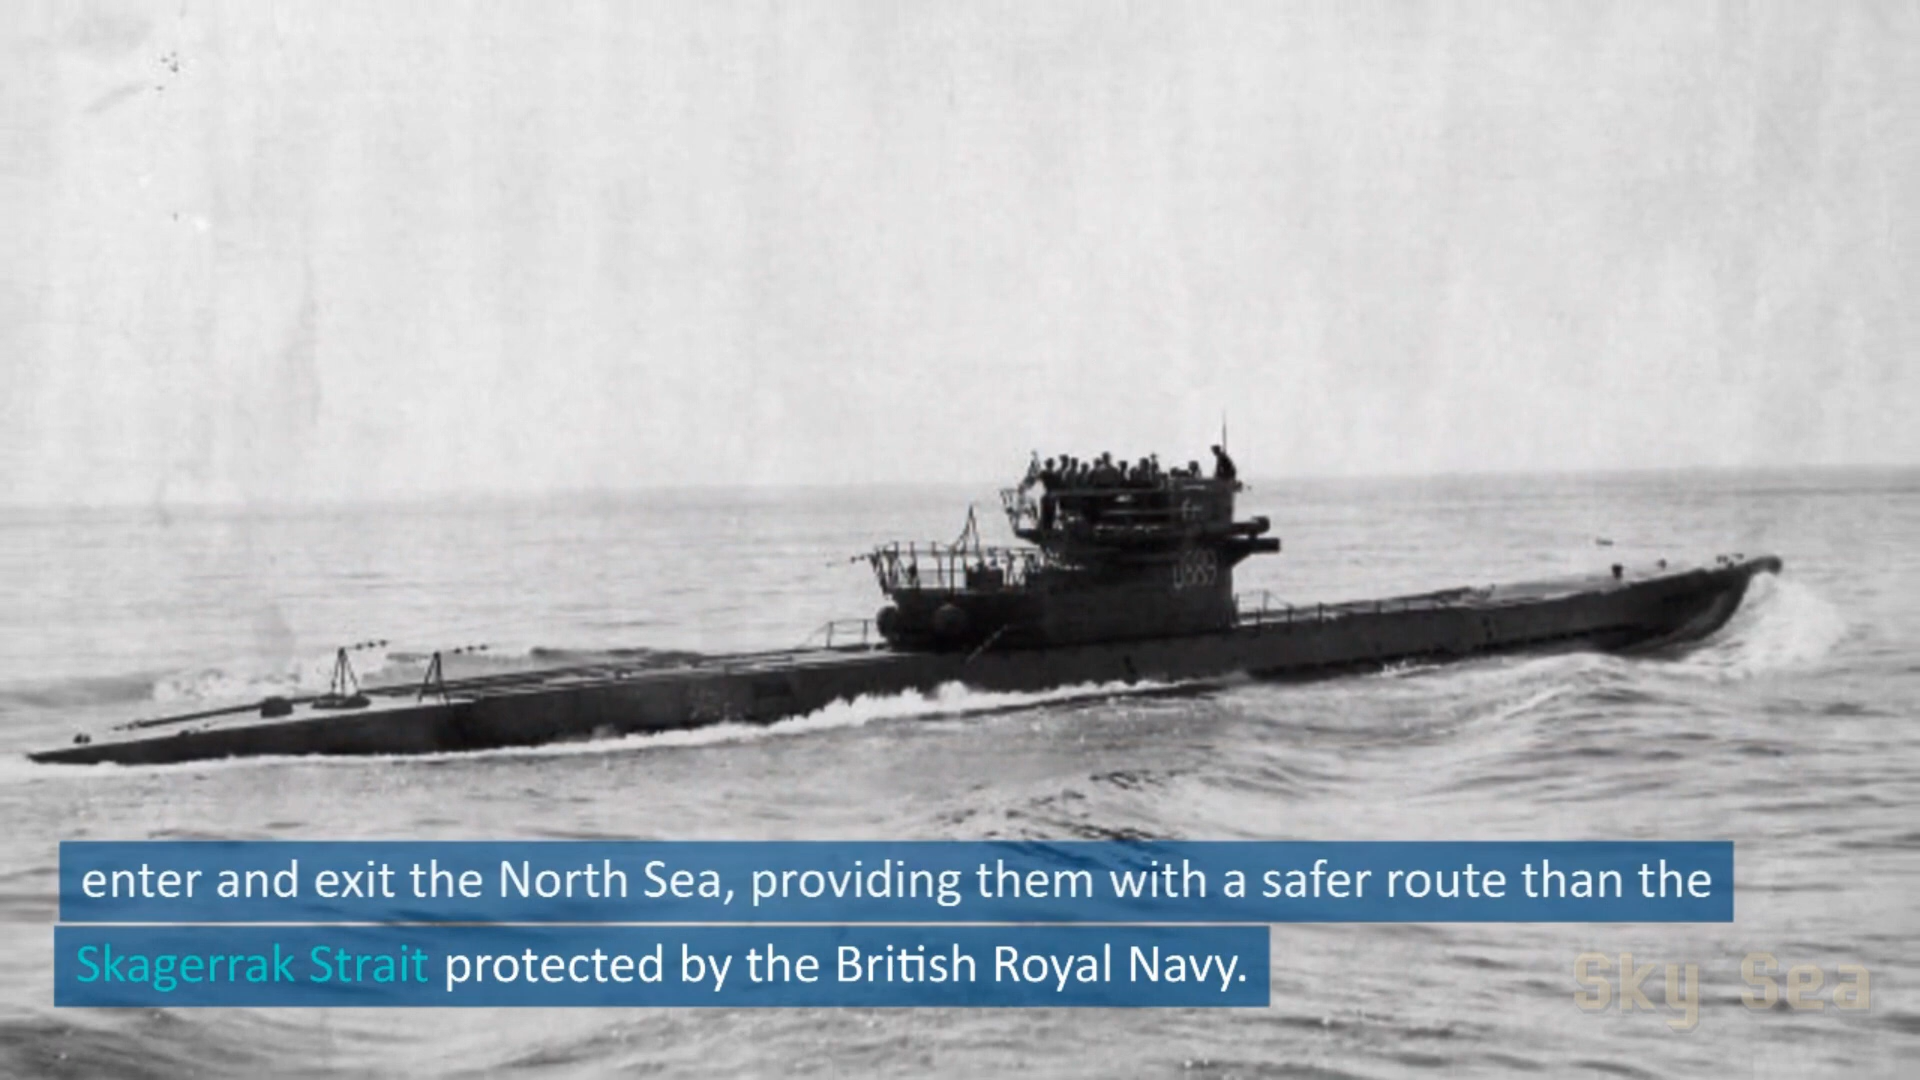 U889
enter and exit the North Sea, providing them with a safer route than the
Skagerrak Strait protected by the British Royal Navy.
Sky Sea